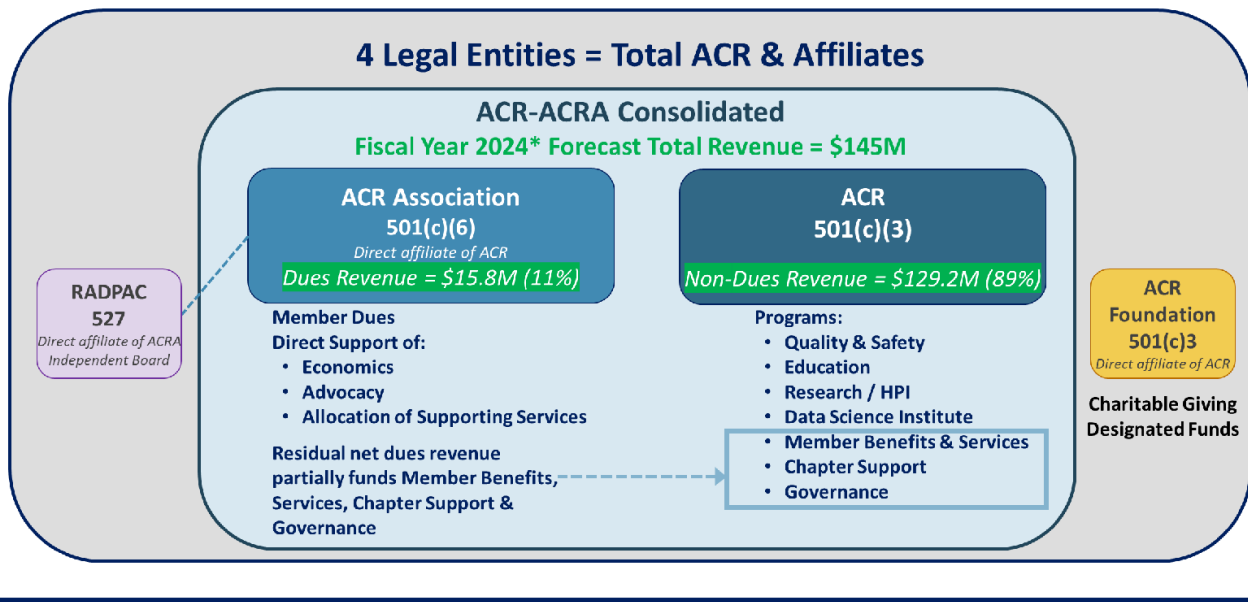 4 Legal Entities = Total ACR & Affiliates
ACR-ACRA Consolidated
Fiscal Year 2024* Forecast Total Revenue = $145M
RADPAC
527
Direct affiliate of ACRA
Independent Board
ACR Association
501(c)(6)
Direct affiliate of ACR
Dues Revenue = $15.8M (11%)
Member Dues
Direct Support of:
• Economics
• Advocacy
• Allocation of Supporting Services
Residual net dues revenue
partially funds Member Benefits,
Services, Chapter Support &
Governance
ACR
501(c)(3)
Non-Dues Revenue = $129.2M (89%)
Programs:
• Quality & Safety
• Education
• Research / HPI
• Data Science Institute
• Member Benefits & Services
• Chapter Support
• Governance
ACR
Foundation
501(c)3
Direct affiliate of ACR
Charitable Giving
Designated Funds